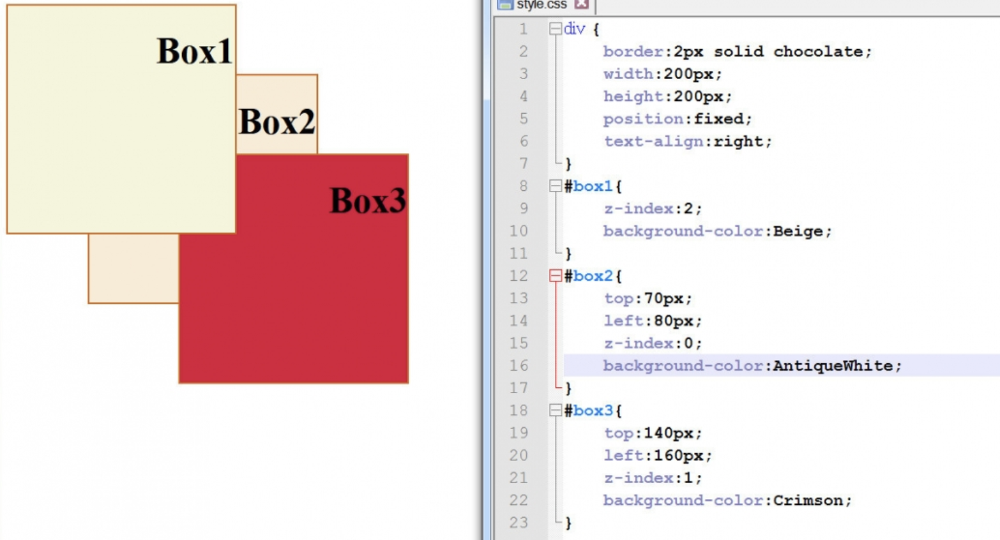 Box1
Box2
Box3
style.css
1 div {
2 border:2px solid chocolate;
3 width:200px;
4 height:200px;
5 position:fixed;
6 text-align:right;
7 }
8 #box1{
9 z-index:2;
10 background-color:Beige;
11 }
12 #box2{
13 top:70px;
14 left:80px;
15 z-index:0;
16 background-color:AntiqueWhite;
17 }
18 #box3{
19 top:140px;
20 left:160px;
21 z-index:1;
22 background-color:Crimson;
23 }